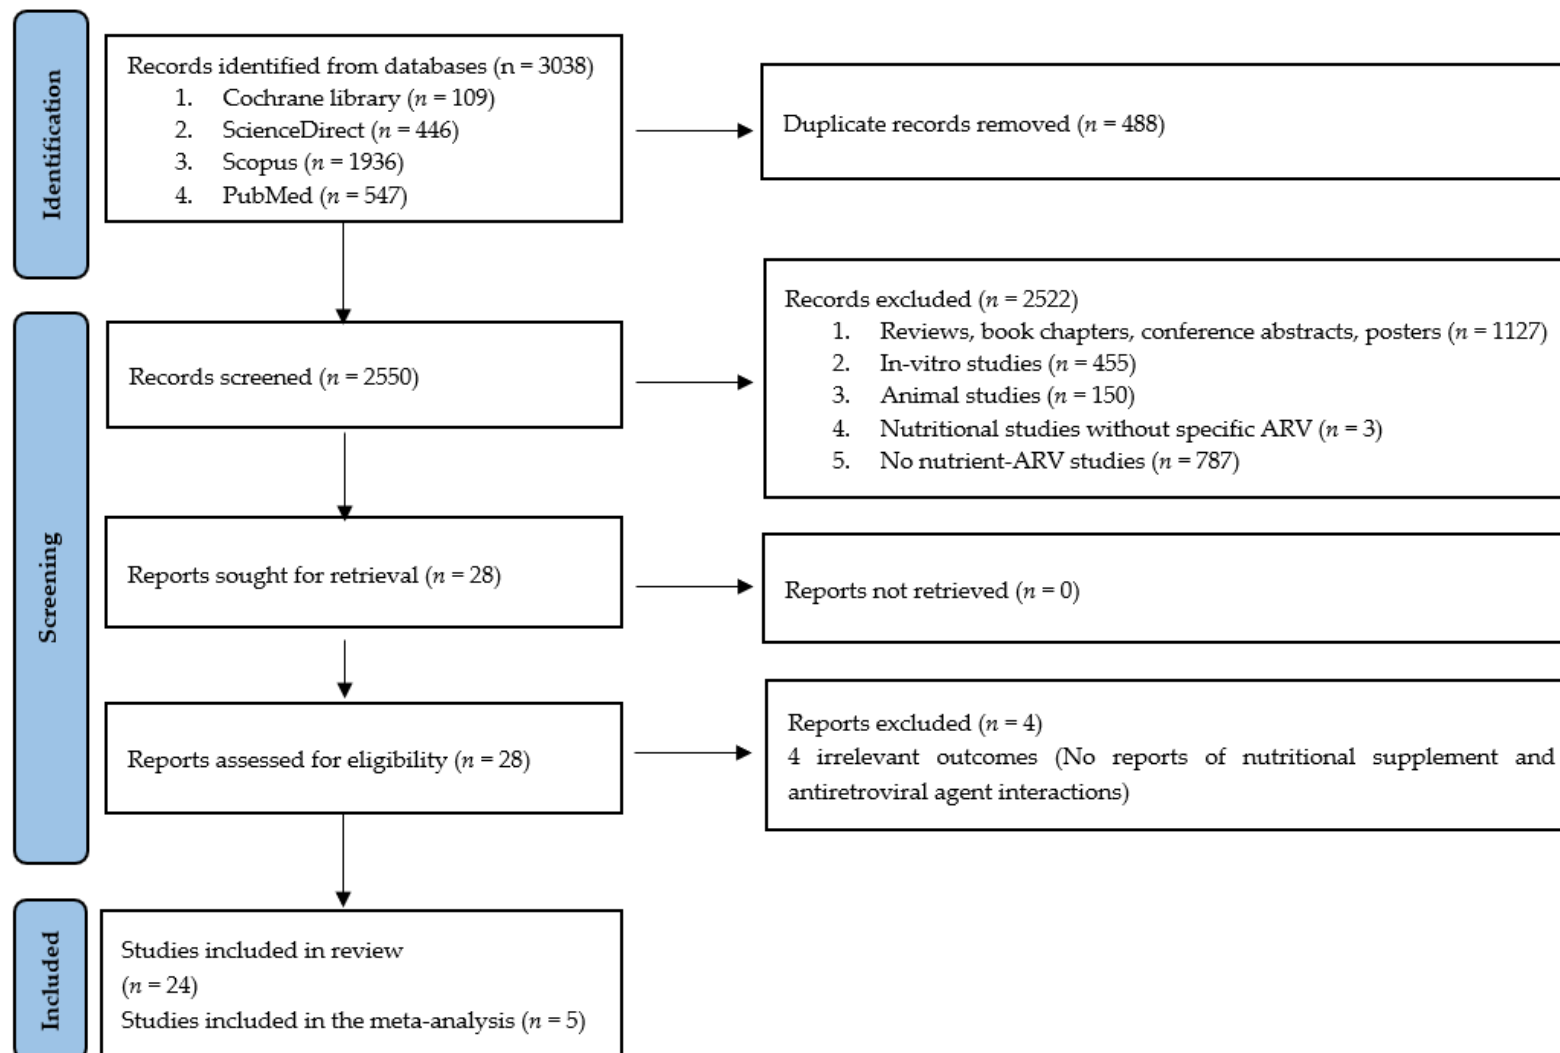 Identification
Records identified from databases (n = 3038)
1. Cochrane library (n = 109)
2. ScienceDirect (n = 446)
3. Scopus (n = 1936)
4. PubMed (n = 547)
Duplicate records removed (n = 488)
Screening
Records screened (n = 2550)
Records excluded (n = 2522)
1. Reviews, book chapters, conference abstracts, posters (n = 1127)
2. In-vitro studies (n = 455)
3. Animal studies (n = 150)
4. Nutritional studies without specific ARV (n = 3)
5. No nutrient-ARV studies (n = 787)
Reports sought for retrieval (n = 28)
Reports not retrieved (n = 0)
Reports assessed for eligibility (n = 28)
Reports excluded (n = 4)
4 irrelevant outcomes (No reports of nutritional supplement and
antiretroviral agent interactions)
Included
Studies included in review
(n = 24)
Studies included in the meta-analysis (n = 5)